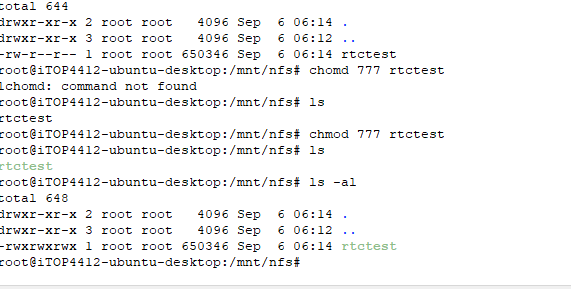 total 644
drwxr-xr-x 2 root root   4096 Sep  6 06:14 .
drwxr-xr-x 3 root root   4096 Sep  6 06:12 ..
-rw-r--r-- 1 root root 650346 Sep  6 06:14 rtctest
root@iTOP4412-ubuntu-desktop:/mnt/nfs# chomd 777 rtctest
lchomd: command not found
root@iTOP4412-ubuntu-desktop:/mnt/nfs# ls
rtctest
root@iTOP4412-ubuntu-desktop:/mnt/nfs# chmod 777 rtctest
root@iTOP4412-ubuntu-desktop:/mnt/nfs# ls
rtctest
root@iTOP4412-ubuntu-desktop:/mnt/nfs# ls -al
total 648
drwxr-xr-x 2 root root   4096 Sep  6 06:14 .
drwxr-xr-x 3 root root   4096 Sep  6 06:12 ..
-rwxrwxrwx 1 root root 650346 Sep  6 06:14 rtctest
root@iTOP4412-ubuntu-desktop:/mnt/nfs#